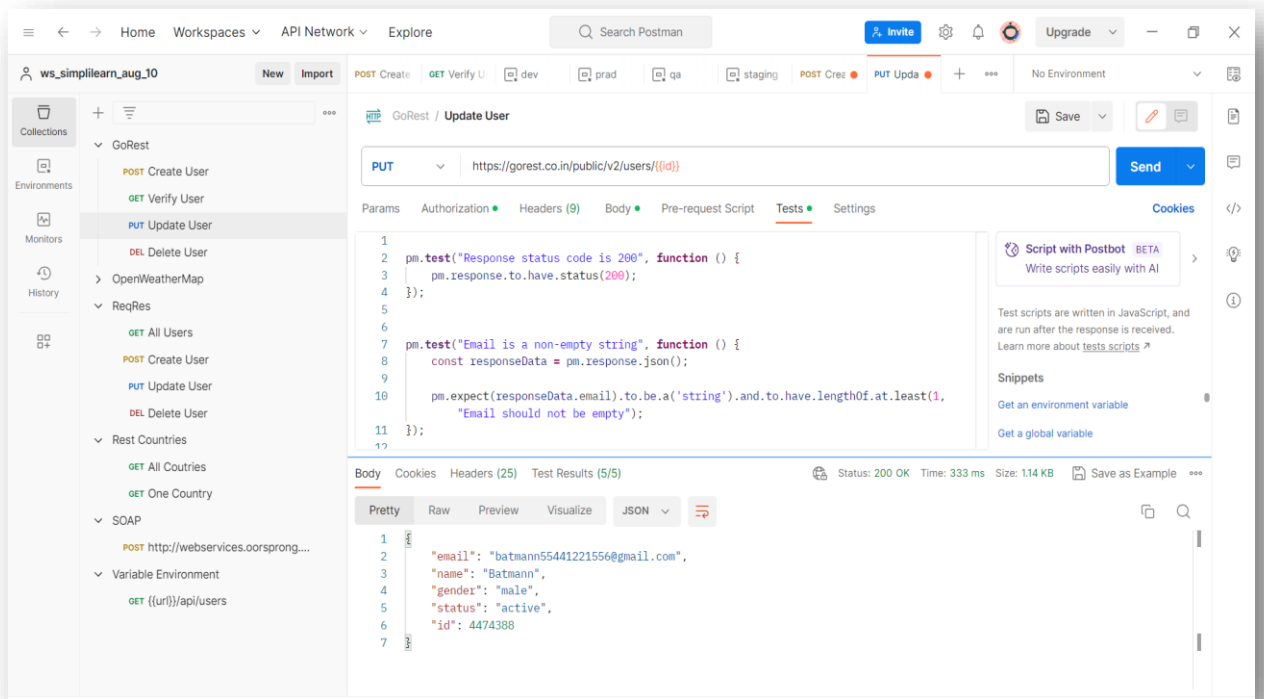 Home Workspaces API Network Explore Search Postman Invite Upgrade
ws_simplilearn_aug_10 New Import POST Create GET Verify U dev prad qa staging POST Crea PUT Upda No Environment
Collections
Environments
Monitors
History
GoRest
POST Create User
GET Verify User
PUT Update User
DEL Delete User
OpenWeatherMap
ReqRes
GET All Users
POST Create User
PUT Update User
DEL Delete User
Rest Countries
GET All Coutries
GET One Country
SOAP
POST http://webservices.oorsprong....
Variable Environment
GET {{url}}/api/users
HTTP GoRest / Update User Save
PUT https://gorest.co.in/public/v2/users/{{id}} Send
Params Authorization Headers (9) Body Pre-request Script Tests Settings Cookies
1
2 pm.test("Response status code is 200", function () {
3 pm.response.to.have.status(200);
4 });
5
6
7 pm.test("Email is a non-empty string", function () {
8 const responseData = pm.response.json();
9
10 pm.expect(responseData.email).to.be.a('string').and.to.have.lengthOf.at.least(1,
"Email should not be empty");
11 });
12
Script with Postbot BETA
Write scripts easily with AI
Test scripts are written in JavaScript, and
are run after the response is received.
Learn more about tests scripts
Snippets
Get an environment variable
Get a global variable
Body Cookies Headers (25) Test Results (5/5) Status: 200 OK Time: 333 ms Size: 1.14 KB Save as Example
Pretty Raw Preview Visualize JSON
1 {
2 "email": "batmann55441221556@gmail.com",
3 "name": "Batmann",
4 "gender": "male",
5 "status": "active",
6 "id": 4474388
7 }